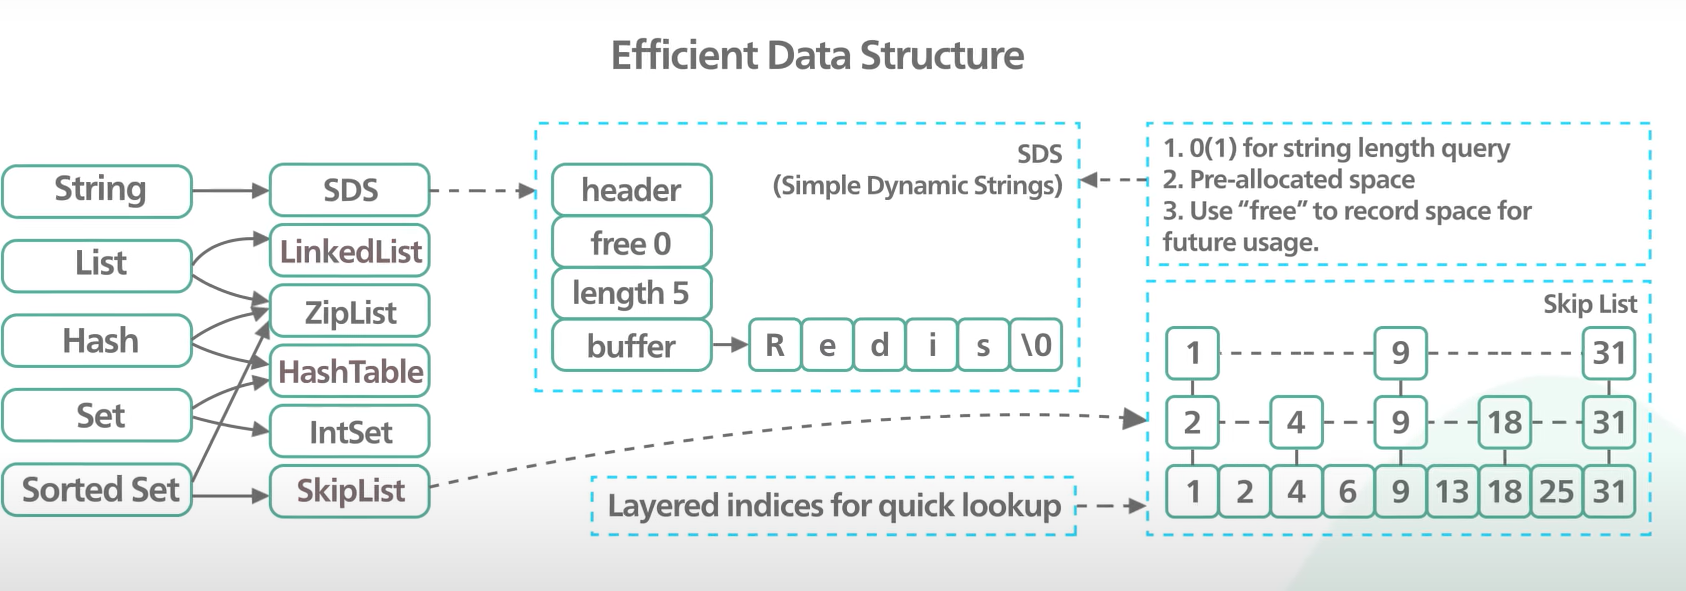 Efficient Data Structure
String
List
Hash
Set
Sorted Set
SDS
LinkedList
ZipList
HashTable
IntSet
SkipList
SDS
(Simple Dynamic Strings)
header
free 0
length 5
buffer
R e d i s \0
1. 0(1) for string length query
2. Pre-allocated space
3. Use “free” to record space for
future usage.
Layered indices for quick lookup
Skip List
1 9 31
2 4 9 18 31
1 2 4 6 9 13 18 25 31